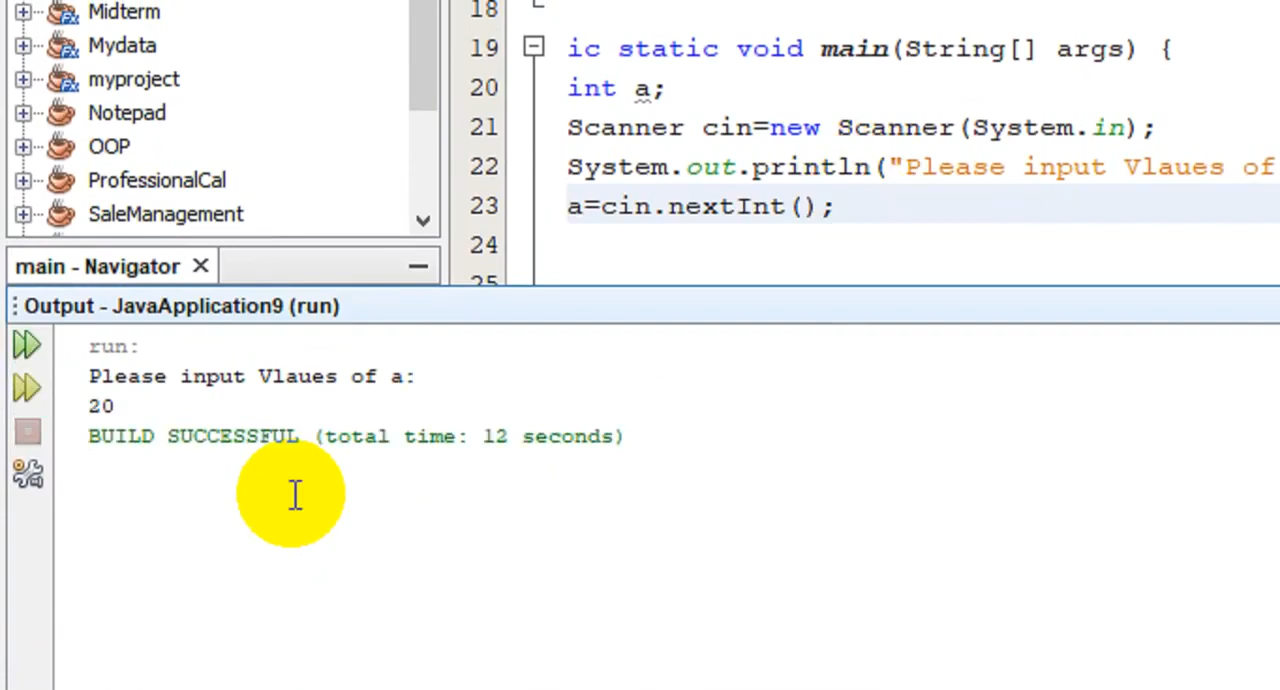 Midterm
Mydata
myproject
Notepad
OOP
ProfessionalCal
SaleManagement
main - Navigator
18
19 ic static void main(String[] args) {
20 int a;
21 Scanner cin=new Scanner(System.in);
22 System.out.println("Please input Vlaues of
23 a=cin.nextInt();
24
25
Output - JavaApplication9 (run)
run:
Please input Vlaues of a:
20
BUILD SUCCESSFUL (total time: 12 seconds)